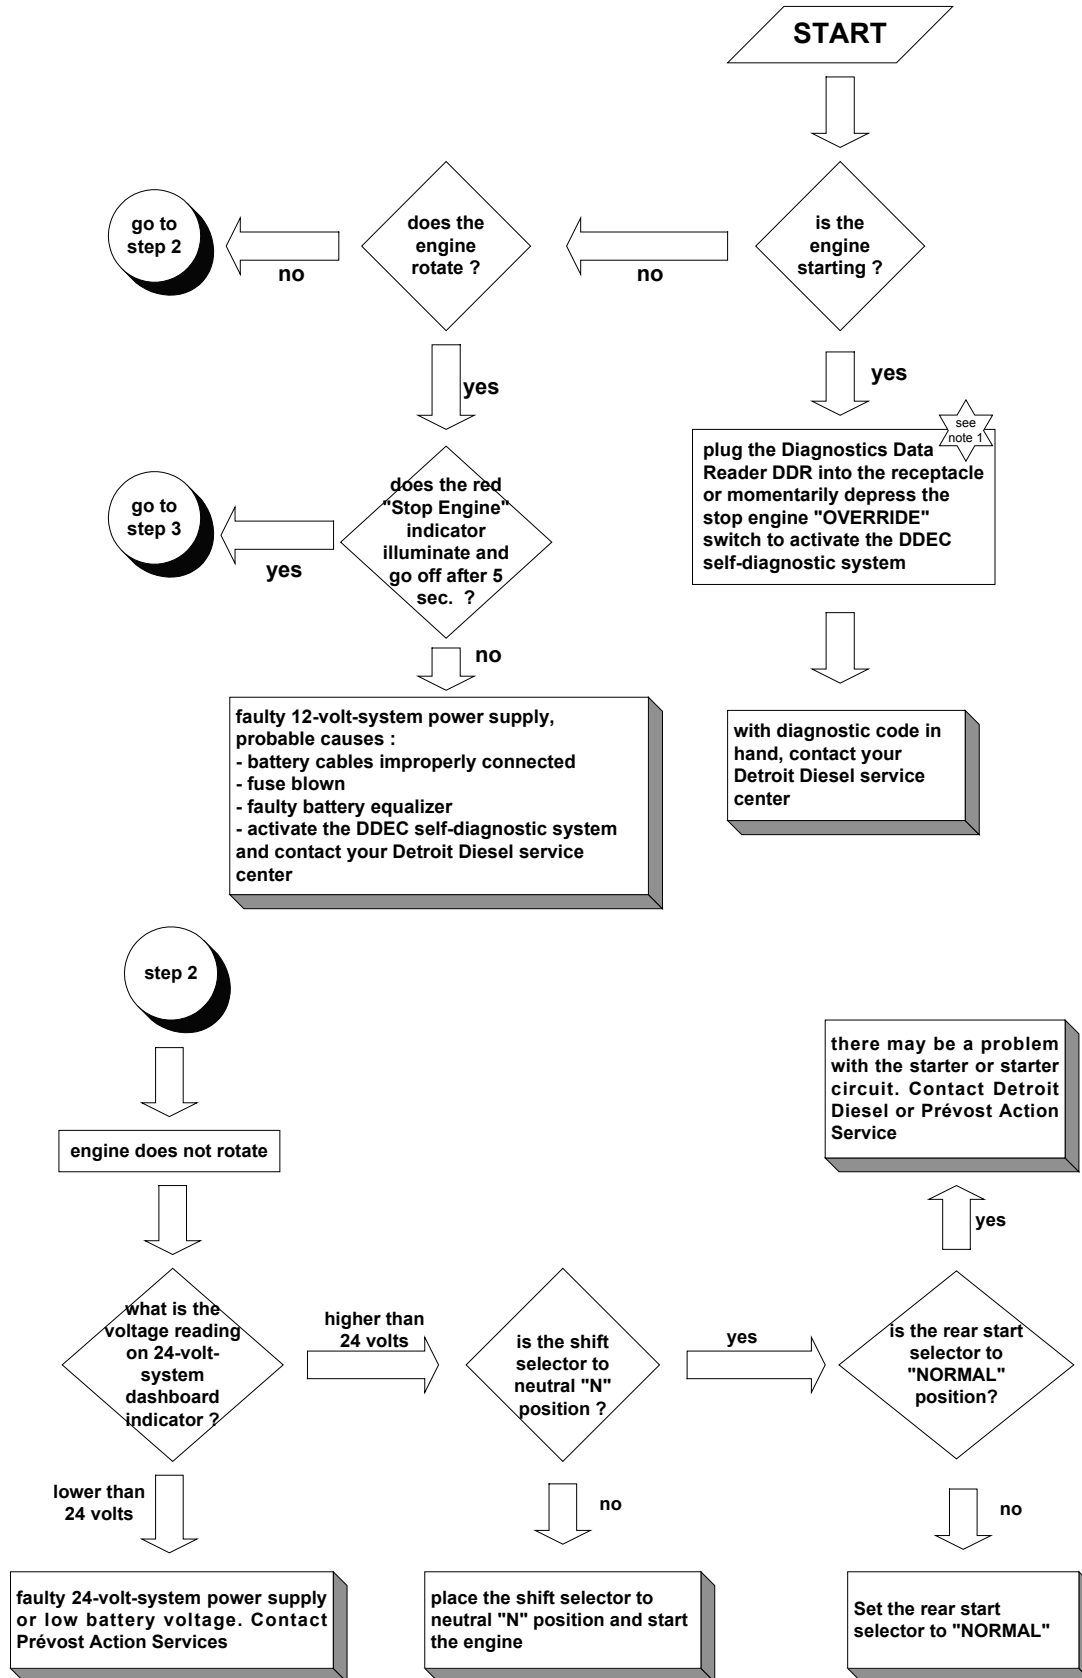 START
is the
engine
starting ?
no
does the
engine
rotate ?
no
go to
step 2
yes
yes
see
note 1
plug the Diagnostics Data
Reader DDR into the receptacle
or momentarily depress the
stop engine "OVERRIDE"
switch to activate the DDEC
self-diagnostic system
does the red
"Stop Engine"
indicator
illuminate and
go off after 5
sec. ?
yes
go to
step 3
no
faulty 12-volt-system power supply,
probable causes :
- battery cables improperly connected
- fuse blown
- faulty battery equalizer
- activate the DDEC self-diagnostic system
and contact your Detroit Diesel service
center
with diagnostic code in
hand, contact your
Detroit Diesel service
center
step 2
engine does not rotate
what is the
voltage reading
on 24-volt-
system
dashboard
indicator ?
higher than
24 volts
is the shift
selector to
neutral "N"
position ?
yes
is the rear start
selector to
"NORMAL"
position?
yes
there may be a problem
with the starter or starter
circuit. Contact Detroit
Diesel or Prévost Action
Service
lower than
24 volts
no
no
faulty 24-volt-system power supply
or low battery voltage. Contact
Prévost Action Services
place the shift selector to
neutral "N" position and start
the engine
Set the rear start
selector to "NORMAL"